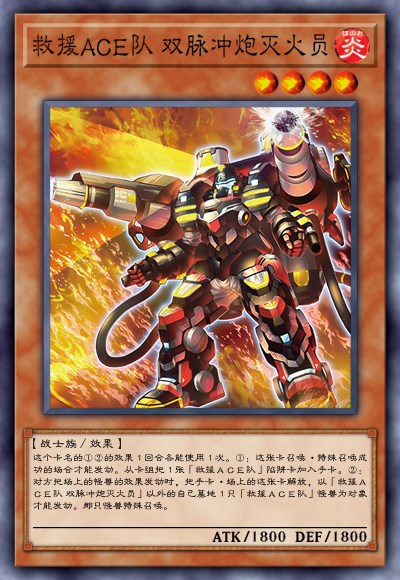 救援ACE队 双脉冲炮灭火员
炎
ほのお
【战士族／效果】
这个卡名的①②的效果1回合各能使用1次。①：这张卡召唤·特殊召唤成
功的场合才能发动。从卡组把1张「救援ACE队」陷阱卡加入手卡。②：
对方把场上的怪兽的效果发动时，把手卡·场上的这张卡解放，以「救援A
CE队 双脉冲炮灭火员」以外的自己墓地1只「救援ACE队」怪兽为对象
才能发动。那只怪兽特殊召唤。
ATK/1800 DEF/1800